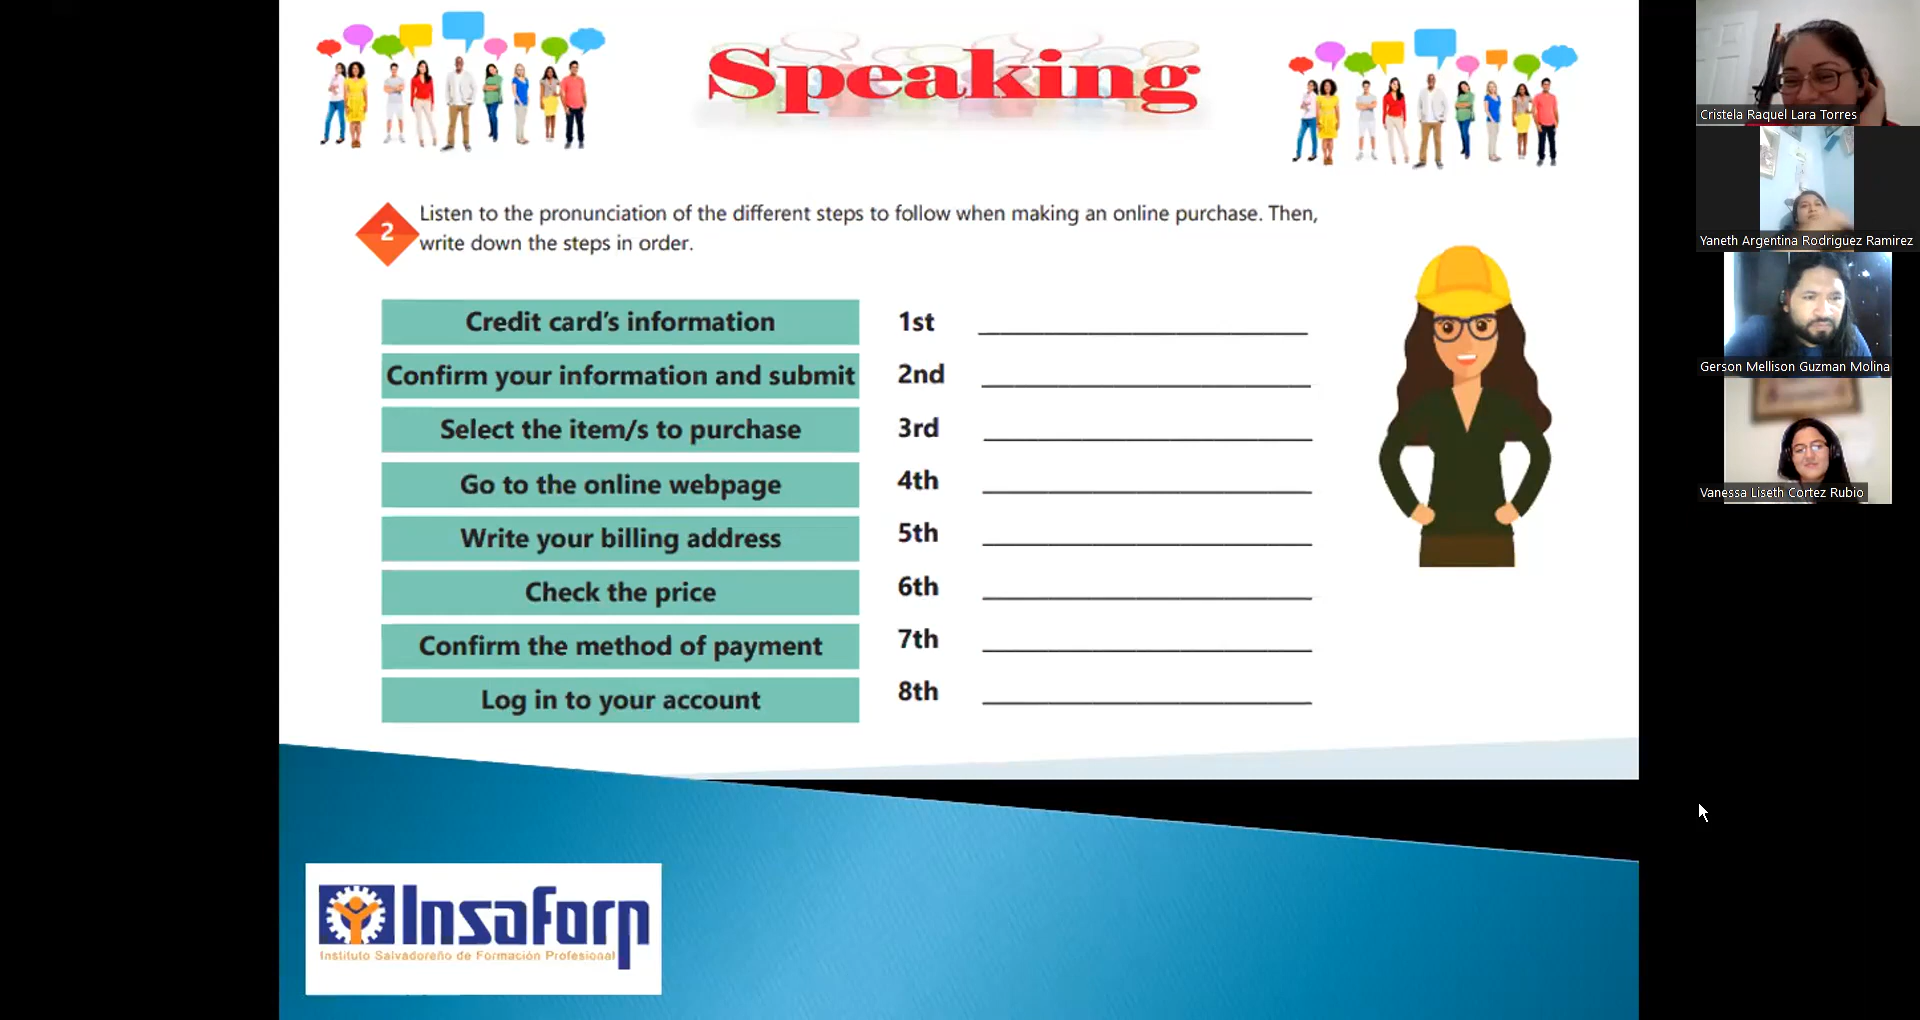 Speaking
2
Listen to the pronunciation of the different steps to follow when making an online purchase. Then,
write down the steps in order.
Credit card's information
Confirm your information and submit
Select the item/s to purchase
Go to the online webpage
Write your billing address
Check the price
Confirm the method of payment
Log in to your account
1st
2nd
3rd
4th
5th
6th
7th
8th
Insaforp
Instituto Salvadoreño de Formación Profesional
Cristela Raquel Lara Torres
Yaneth Argentina Rodriguez Ramirez
Gerson Mellison Guzman Molina
Vanessa Liseth Cortez Rubio